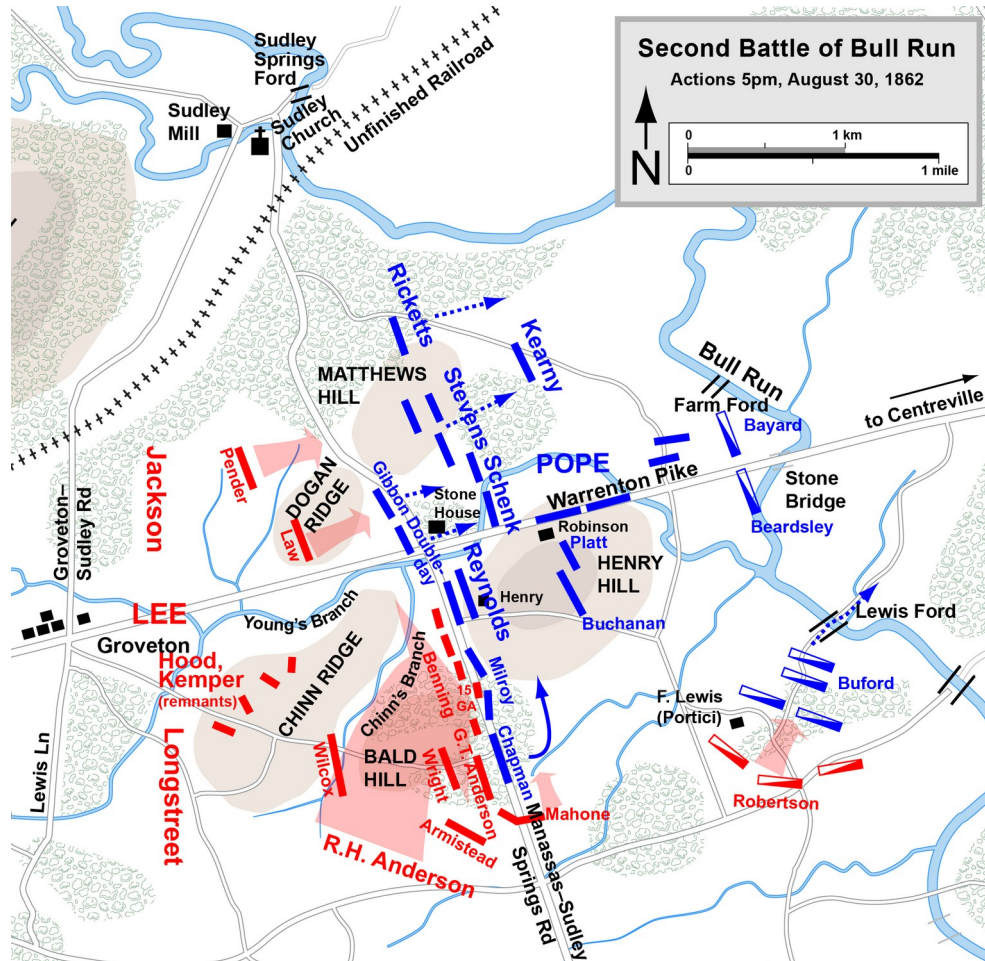 Second Battle of Bull Run
Actions 5pm, August 30, 1862
0
1 km
0
1 mile
N
Sudley
Springs
Ford
Sudley
Mill
Sudley
Church
Unfinished Railroad
Ricketts
Kearny
MATTHEWS
HILL
Stevens
Schenk
Bull Run
Farm Ford
to Centreville
Bayard
Jackson
Pender
DOGAN
RIDGE
Law
Gibbon
Double-
day
Stone
House
POPE
Warrenton Pike
Stone
Bridge
Beardsley
Robinson
Platt
HENRY
HILL
Henry
Buchanan
Reynolds
Groveton–
Sudley Rd
LEE
Groveton
Young's Branch
Lewis Ford
Hood,
Kemper
(remnants)
CHINN RIDGE
Chinn's Branch
Benning
15
GA
Milroy
F. Lewis
(Portici)
Buford
Lewis Ln
Longstreet
Wilcox
BALD
HILL
Wright
G.T. Anderson
Chapman
Mahone
Robertson
Armistead
R.H. Anderson
Manassas–Sudley
Springs Rd